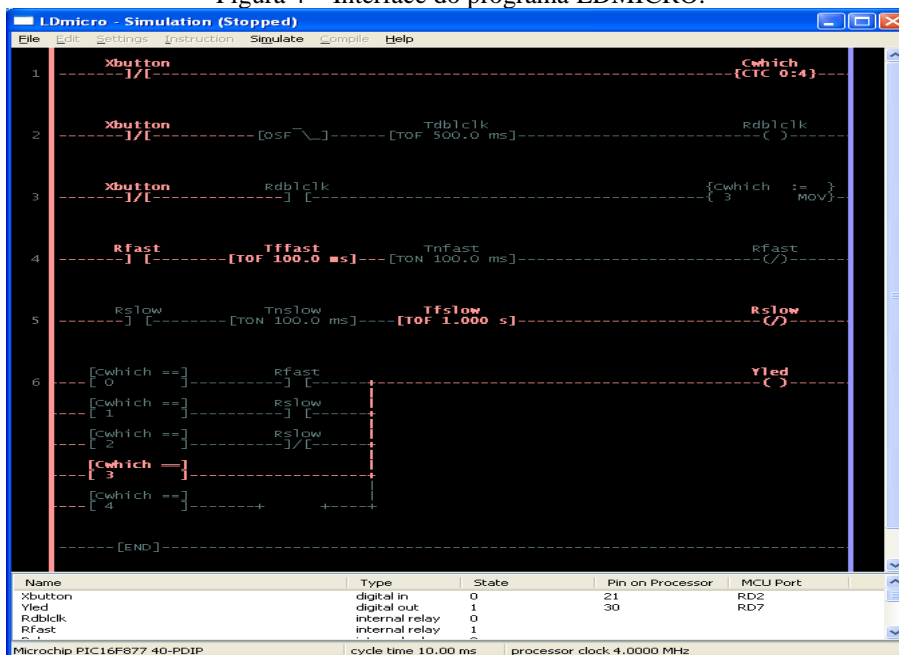 Figura 4 – Interface do programa LDMICRO.
LDmicro - Simulation (Stopped)
File Edit Settings Instruction Simulate Compile Help
Xbutton Cwhich
1 ]/[ {CTC 0:4}
Xbutton Tdblclk Rdblclk
2 ]/[ [OSF ‾\_] [TOF 500.0 ms] ( )
Xbutton Rdblclk {Cwhich := }
3 ]/[ ] [ { 3 MOV}
Rfast Tffast Tnfast Rfast
4 ] [ [TOF 100.0 ms] [TON 100.0 ms] (/)
Rslow Tnslow Tfslow Rslow
5 ] [ [TON 100.0 ms] [TOF 1.000 s] (/)
[Cwhich ==] Rfast Yled
6 [ 0 ] ] [ ( )
[Cwhich ==] Rslow
[ 1 ] ] [
[Cwhich ==] Rslow
[ 2 ] ]/[
[Cwhich ==]
[ 3 ]
[Cwhich ==]
[ 4 ] + +
[END]
Name Type State Pin on Processor MCU Port
Xbutton digital in 0 21 RD2
Yled digital out 1 30 RD7
Rdblclk internal relay 0
Rfast internal relay 1
Microchip PIC16F877 40-PDIP cycle time 10.00 ms processor clock 4.0000 MHz